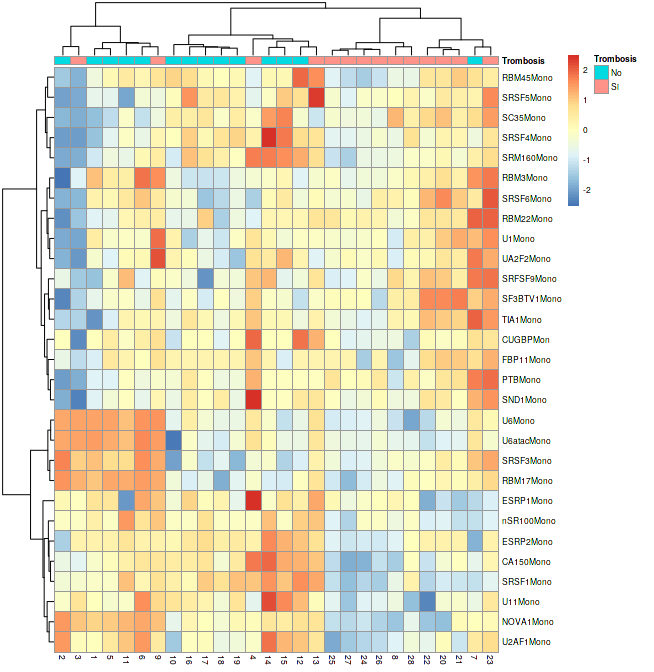 Trombosis
RBM45Mono
SRSF5Mono
SC35Mono
SRSF4Mono
SRM160Mono
RBM3Mono
SRSF6Mono
RBM22Mono
U1Mono
UA2F2Mono
SRFSF9Mono
SF3BTV1Mono
TIA1Mono
CUGBPMon
FBP11Mono
PTBMono
SND1Mono
U6Mono
U6atacMono
SRSF3Mono
RBM17Mono
ESRP1Mono
nSR100Mono
ESRP2Mono
CA150Mono
SRSF1Mono
U11Mono
NOVA1Mono
U2AF1Mono
2 3 1 5 11 6 9 10 16 17 18 19 4 14 15 12 13 25 27 24 26 8 28 22 20 21 7 23
2
1
0
-1
-2
Trombosis
No
SI